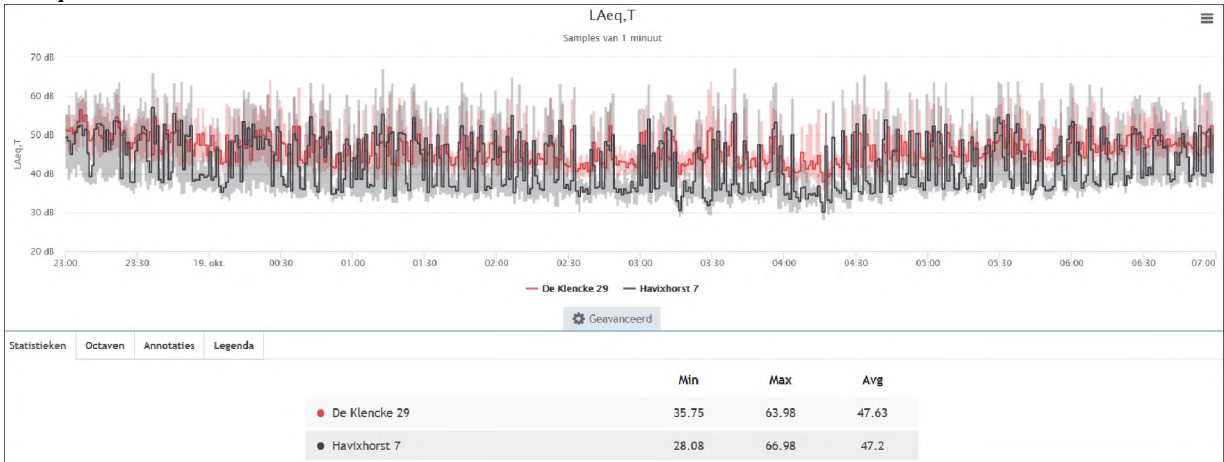 LAeq,T
Samples van 1 minuut
70 dB
60 dB
50 dB
40 dB
30 dB
20 dB
LAeq,T
23:00 23:30 19. okt. 00:30 01:00 01:30 02:00 02:30 03:00 03:30 04:00 04:30 05:00 05:30 06:00 06:30 07:00
De Klencke 29 Havixhorst 7
Geavanceerd
Statistieken Octaven Annotaties Legenda
Min Max Avg
De Klencke 29 35.75 63.98 47.63
Havixhorst 7 28.08 66.98 47.2